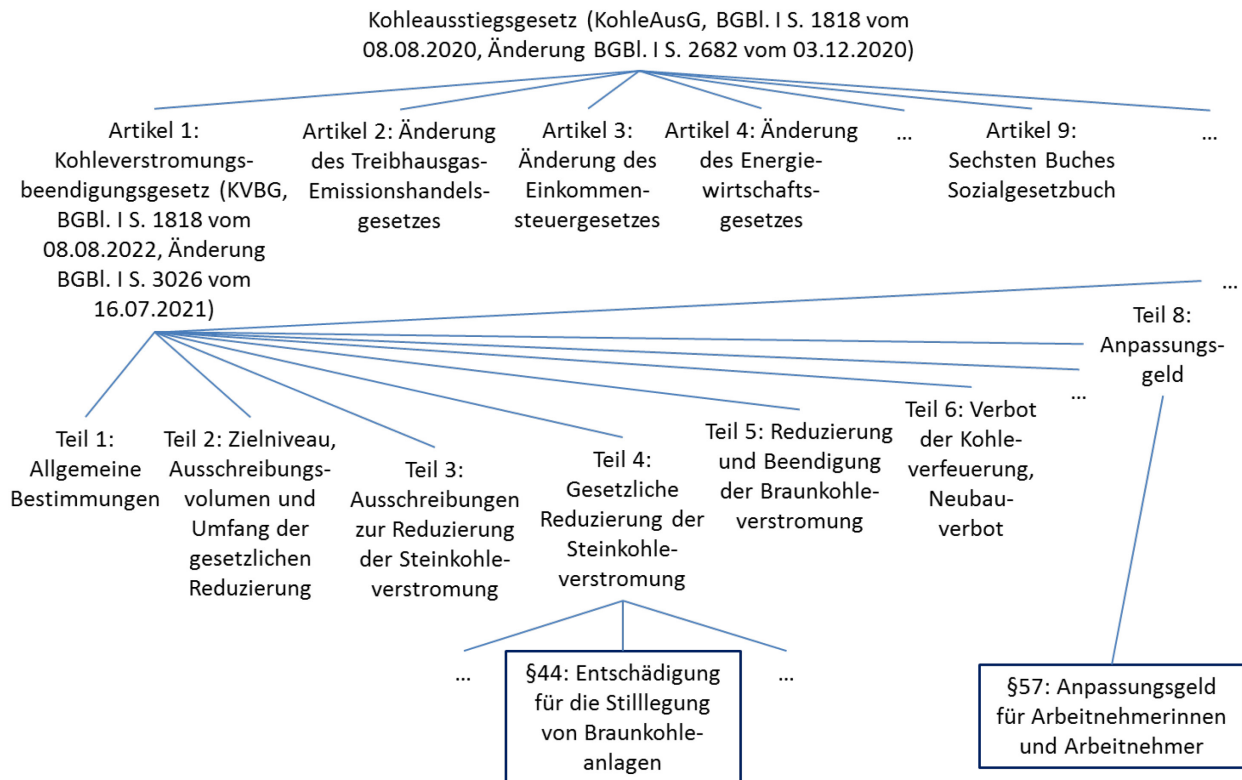 Kohleausstiegsgesetz (KohleAusG, BGBl. I S. 1818 vom
08.08.2020, Änderung BGBl. I S. 2682 vom 03.12.2020)
Artikel 1:
Kohleverstromungs-
beendigungsgesetz (KVBG,
BGBl. I S. 1818 vom
08.08.2022, Änderung
BGBl. I S. 3026 vom
16.07.2021)
Artikel 2: Änderung
des Treibhausgas-
Emissionshandels-
gesetzes
Artikel 3:
Änderung des
Einkommen-
steuergesetzes
Artikel 4: Änderung
des Energie-
wirtschafts-
gesetzes
...
Artikel 9:
Sechsten Buches
Sozialgesetzbuch
...
Teil 1:
Allgemeine
Bestimmungen
Teil 2: Zielniveau,
Ausschreibungs-
volumen und
Umfang der
gesetzlichen
Reduzierung
Teil 3:
Ausschreibungen
zur Reduzierung
der Steinkohle-
verstromung
Teil 4:
Gesetzliche
Reduzierung der
Steinkohle-
verstromung
Teil 5: Reduzierung
und Beendigung
der Braunkohle-
verstromung
Teil 6: Verbot
der Kohle-
verfeuerung,
Neubau-
verbot
...
Teil 8:
Anpassungs-
geld
...
...
§44: Entschädigung
für die Stilllegung
von Braunkohle-
anlagen
...
§57: Anpassungsgeld
für Arbeitnehmerinnen
und Arbeitnehmer